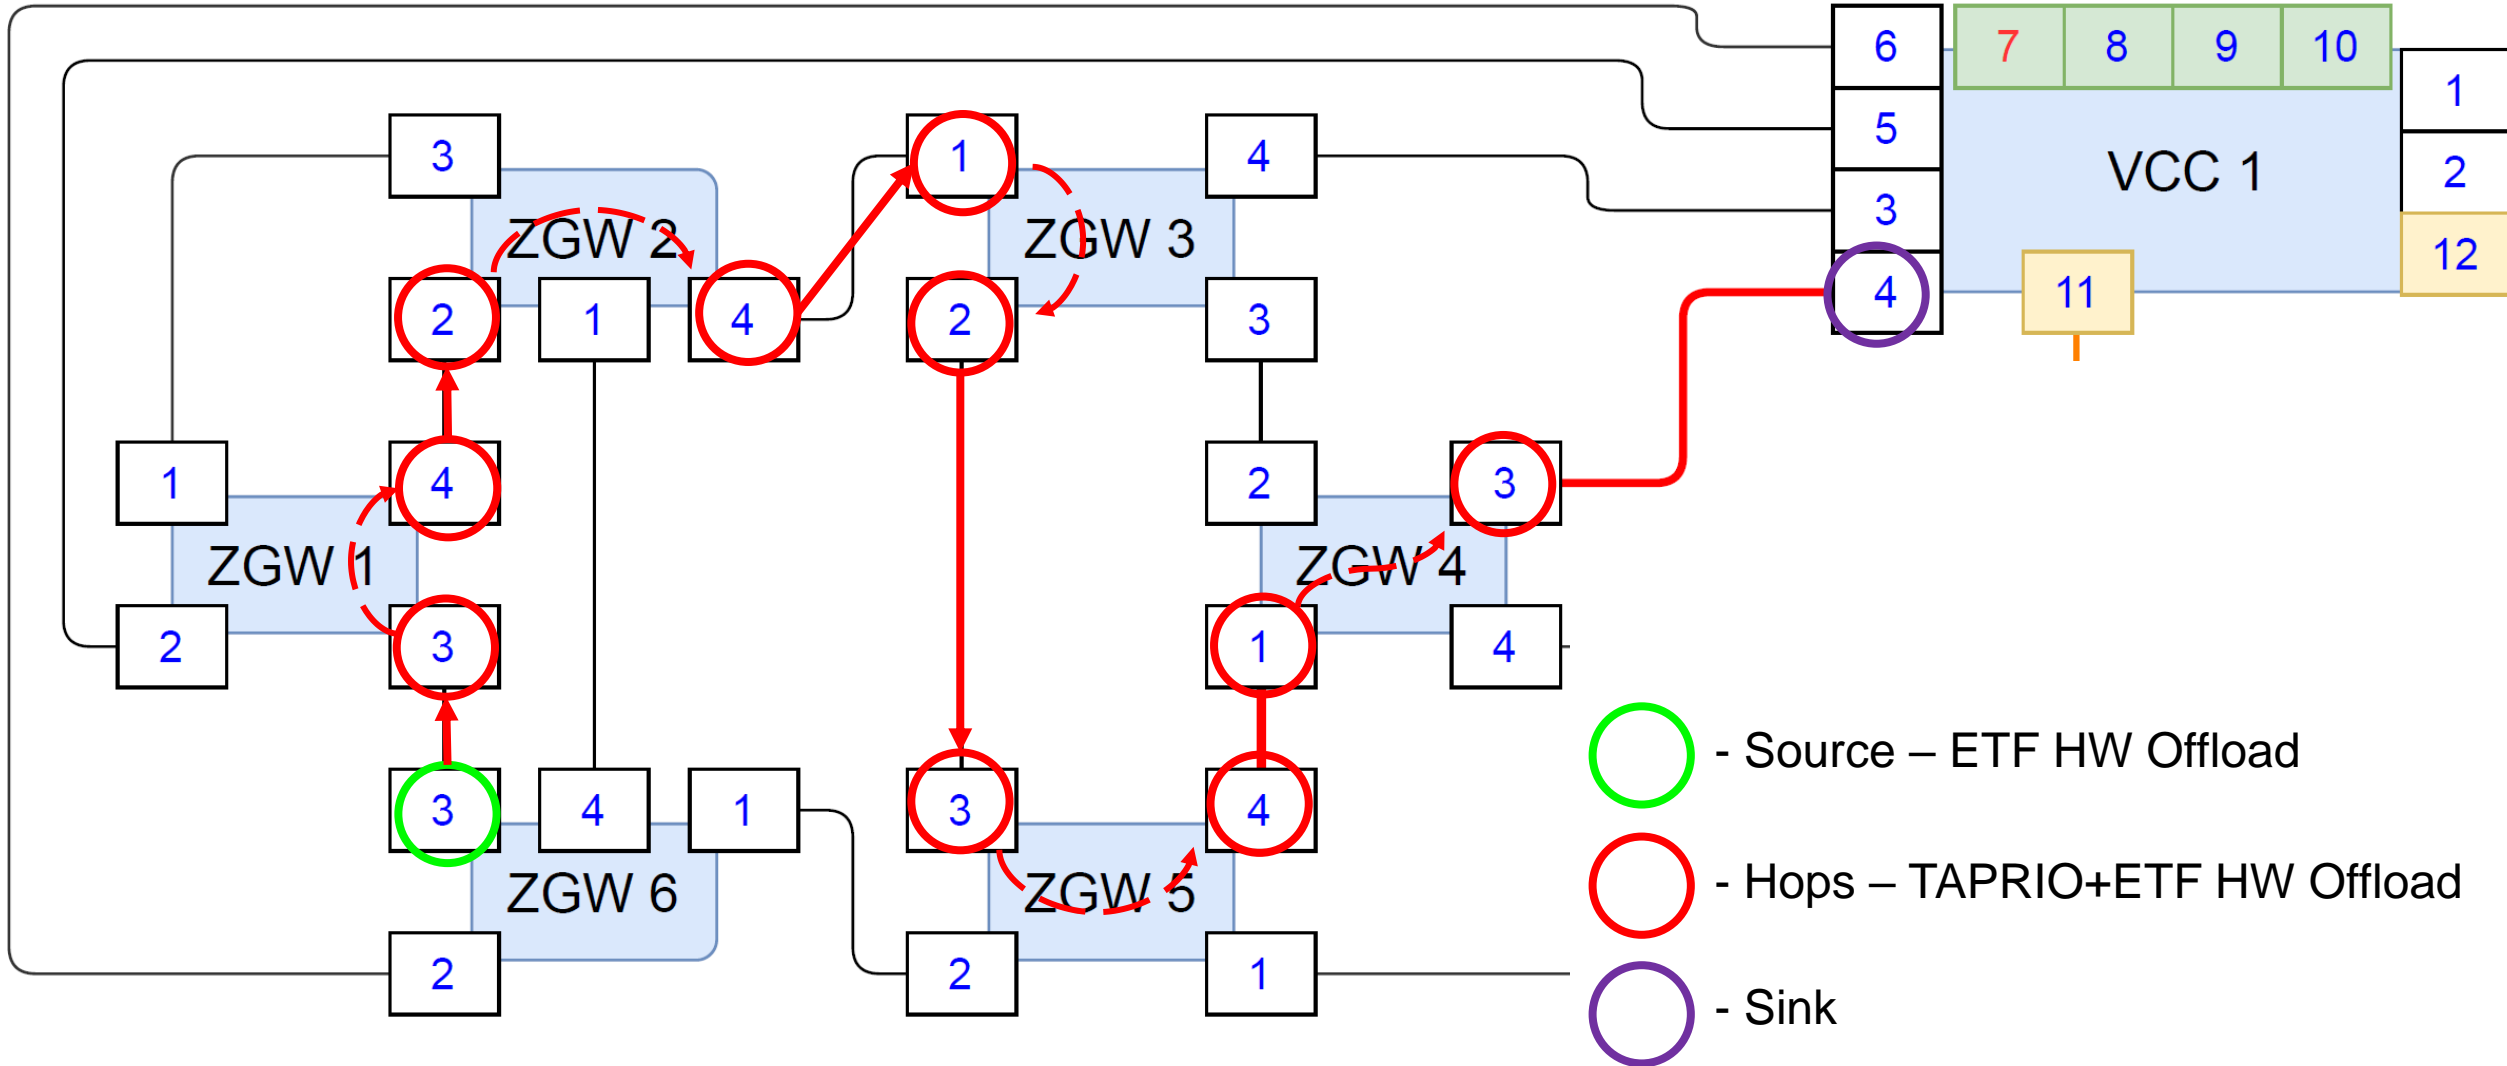 6 7 8 9 10
1
5
VCC 1
2
3
12
4 11
3 1 4
ZGW 2 ZGW 3
2 1 4 2 3
1 4 2 3
ZGW 1 ZGW 4
2 3 1 4
3 4 1 3 4
ZGW 6 ZGW 5
2 2 1
- Source – ETF HW Offload
- Hops – TAPRIO+ETF HW Offload
- Sink